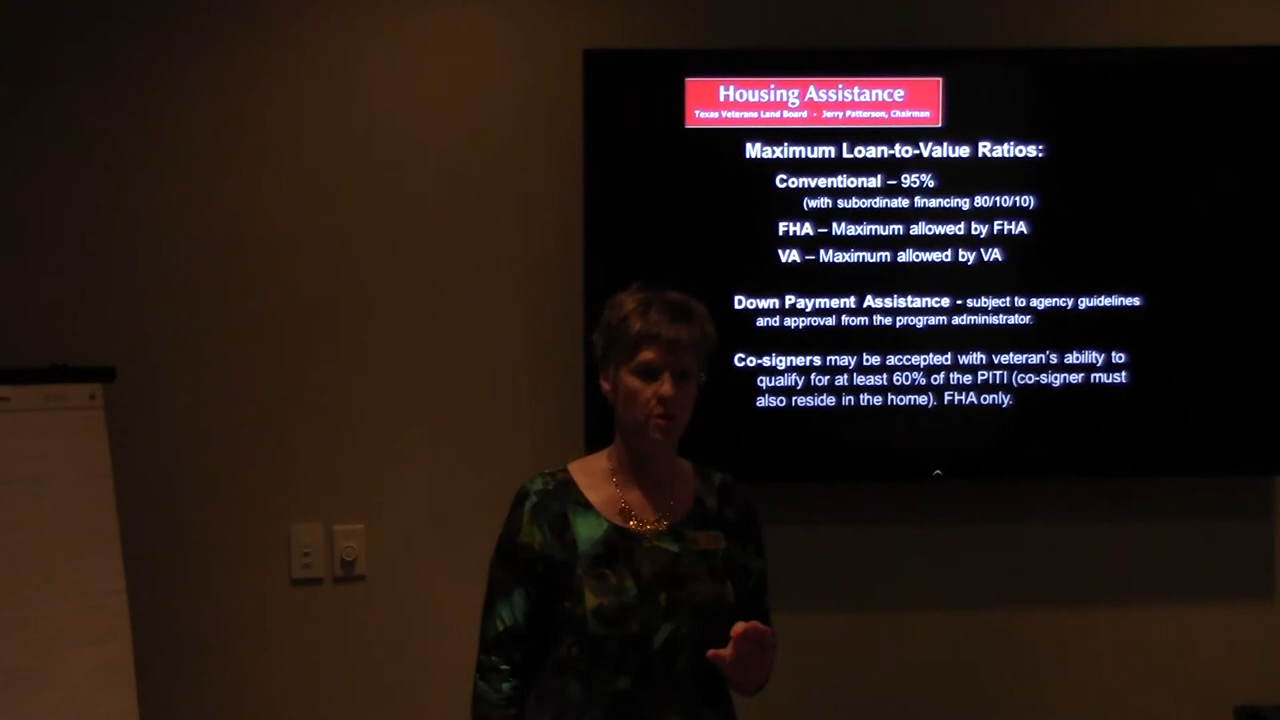 Housing Assistance
Texas Veterans Land Board - Jerry Patterson, Chairman
Maximum Loan-to-Value Ratios:
Conventional – 95%
(with subordinate financing 80/10/10)
FHA – Maximum allowed by FHA
VA – Maximum allowed by VA
Down Payment Assistance - subject to agency guidelines
and approval from the program administrator.
Co-signers may be accepted with veteran's ability to
qualify for at least 60% of the PITI (co-signer must
also reside in the home). FHA only.